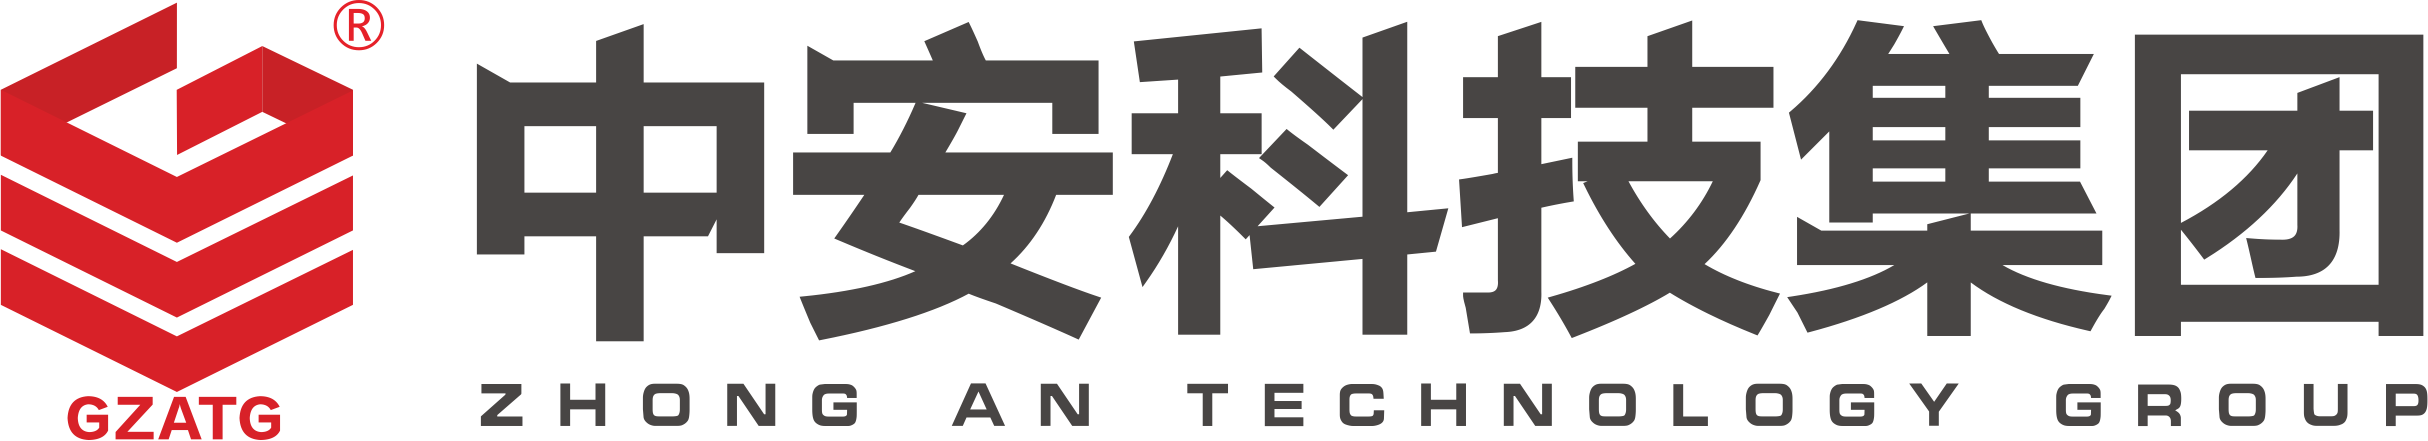 ®
中安科技集团
ZHONG AN TECHNOLOGY GROUP
GZATG